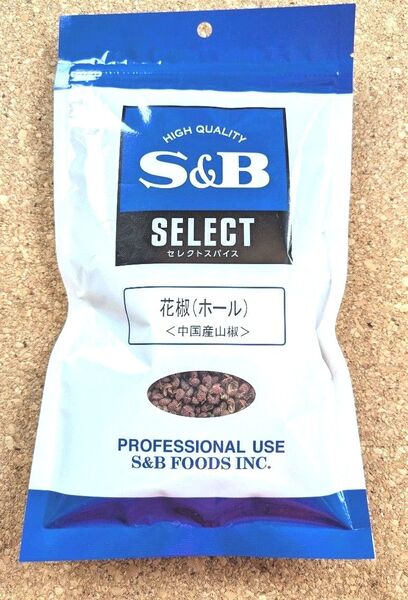 HIGH QUALITY
S&B
SELECT
セレクトスパイス
花椒(ホール)
<中国産山椒>
PROFESSIONAL USE
S&B FOODS INC.